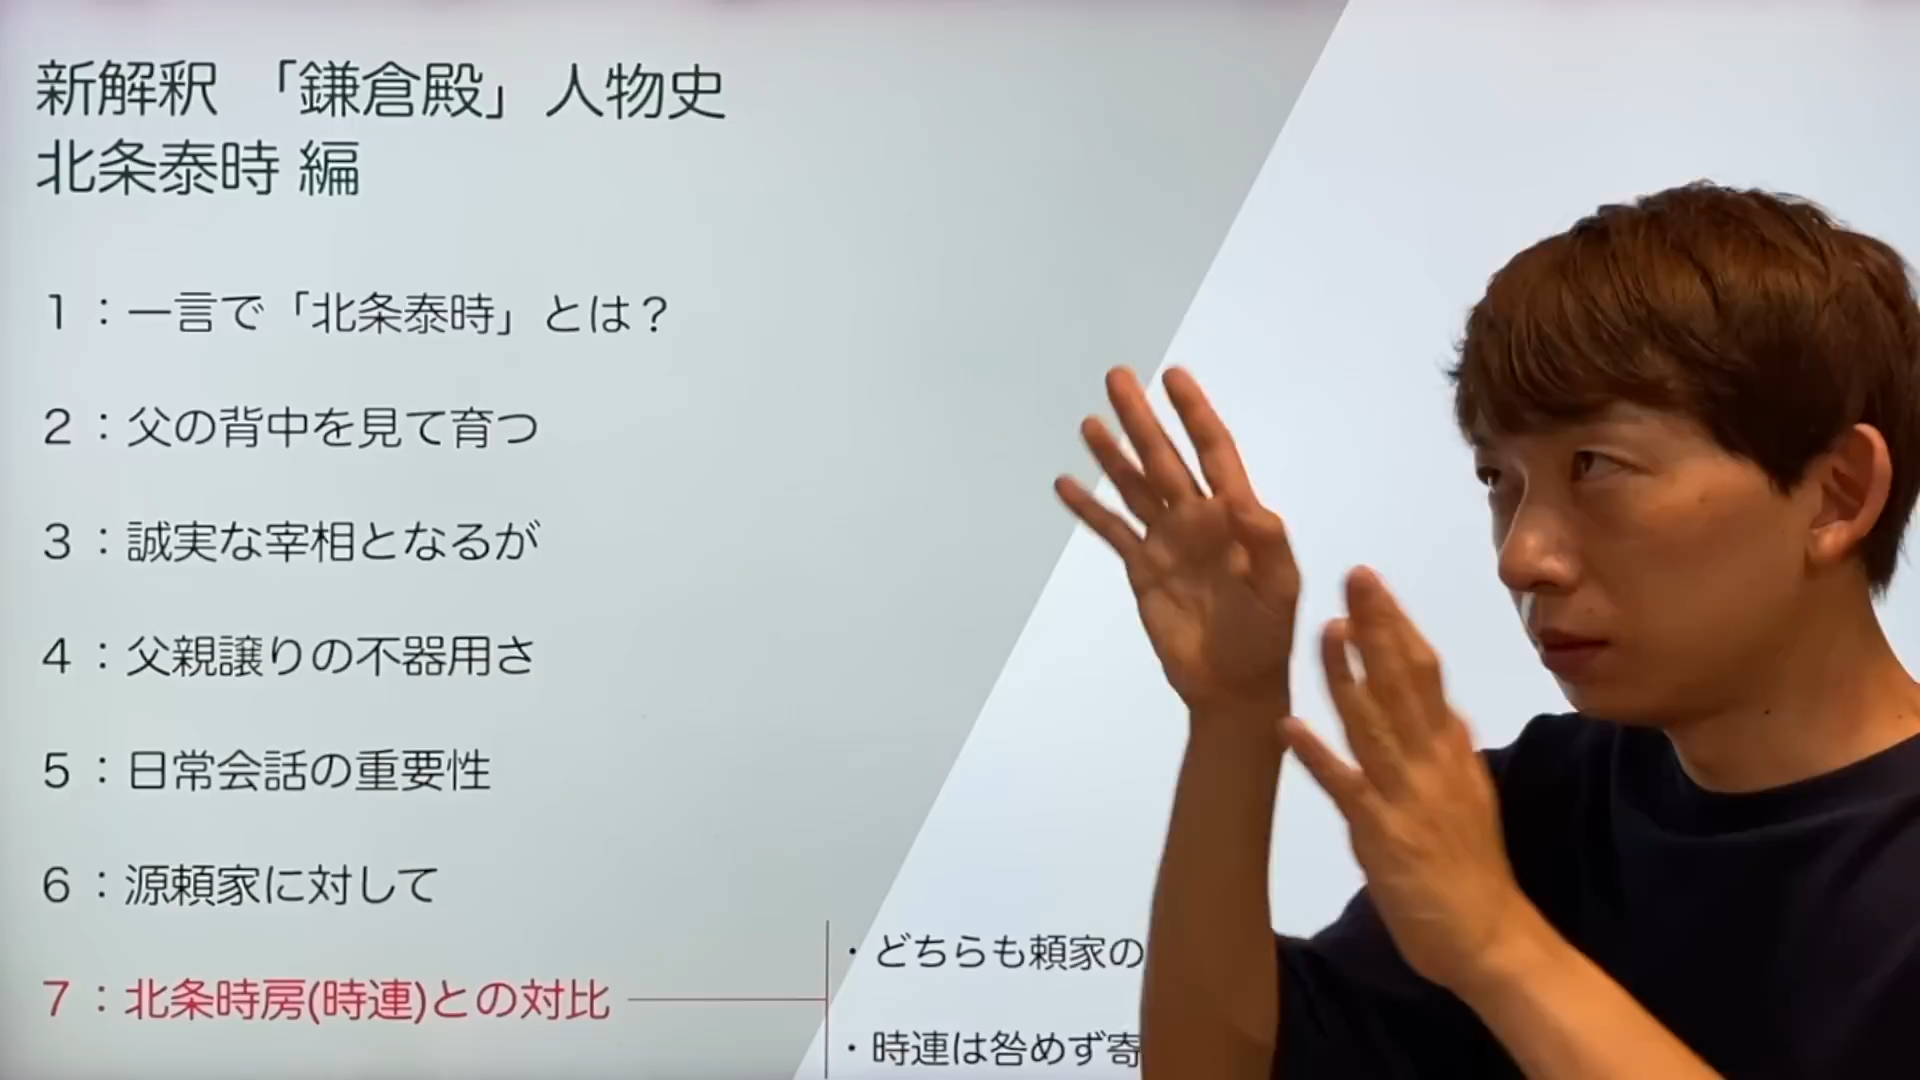 新解釈 「鎌倉殿」人物史
北条泰時 編
1：一言で「北条泰時」とは？
2：父の背中を見て育つ
3：誠実な宰相となるが
4：父親譲りの不器用さ
5：日常会話の重要性
6：源頼家に対して
7：北条時房(時連)との対比
・どちらも頼家の
・時連は咎めず寄